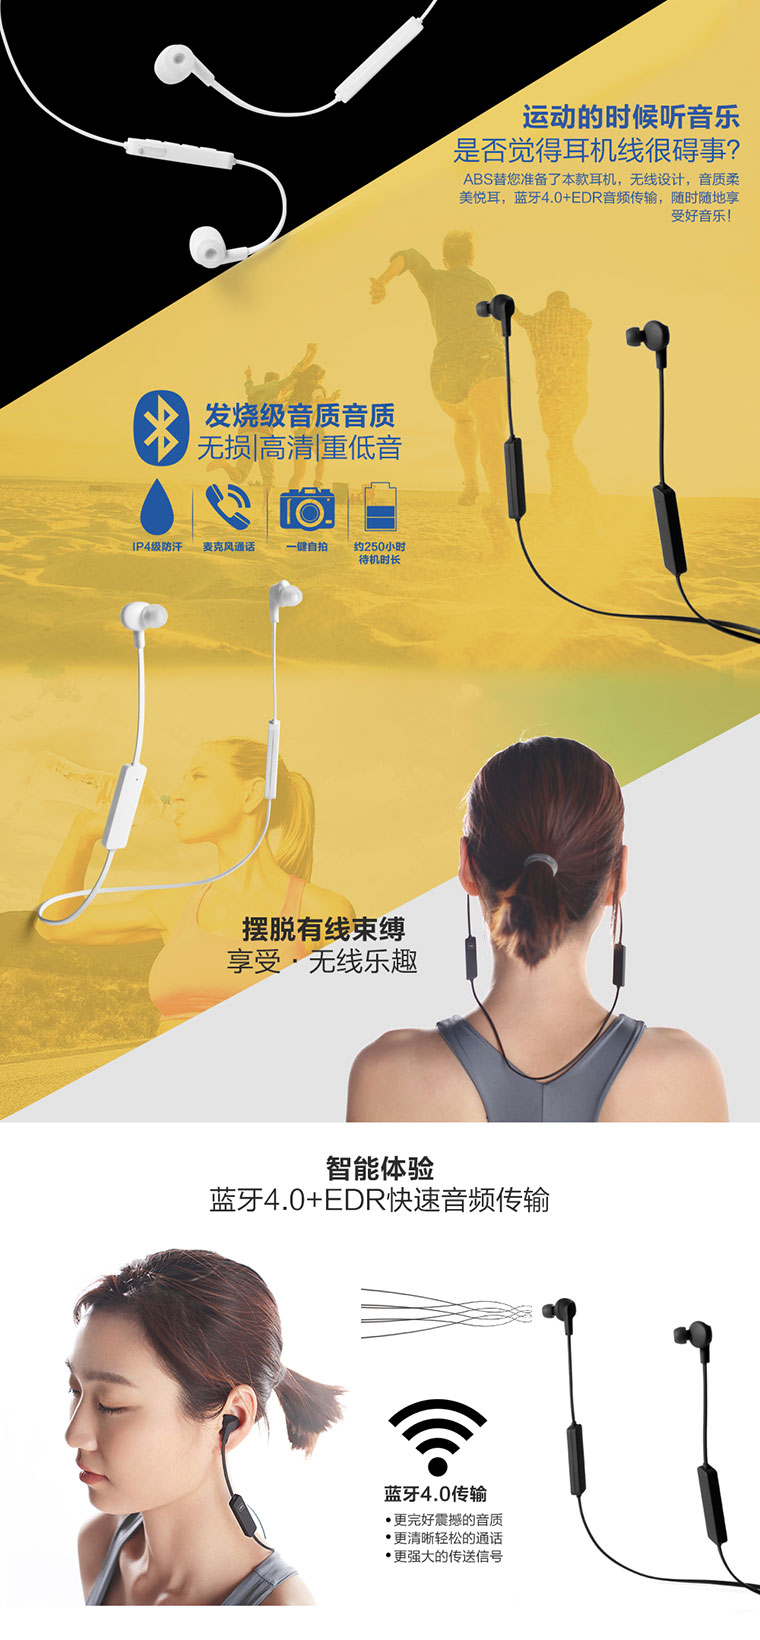 运动的时候听音乐
是否觉得耳机线很碍事?
ABS替您准备了本款耳机，无线设计，音质柔
美悦耳，蓝牙4.0+EDR音频传输，随时随地享
受好音乐！
发烧级音质音质
无损|高清|重低音
IP4级防汗
麦克风通话
一键自拍
约250小时
待机时长
摆脱有线束缚
享受·无线乐趣
智能体验
蓝牙4.0+EDR快速音频传输
蓝牙4.0传输
•更完好震撼的音质
•更清晰轻松的通话
•更强大的传送信号